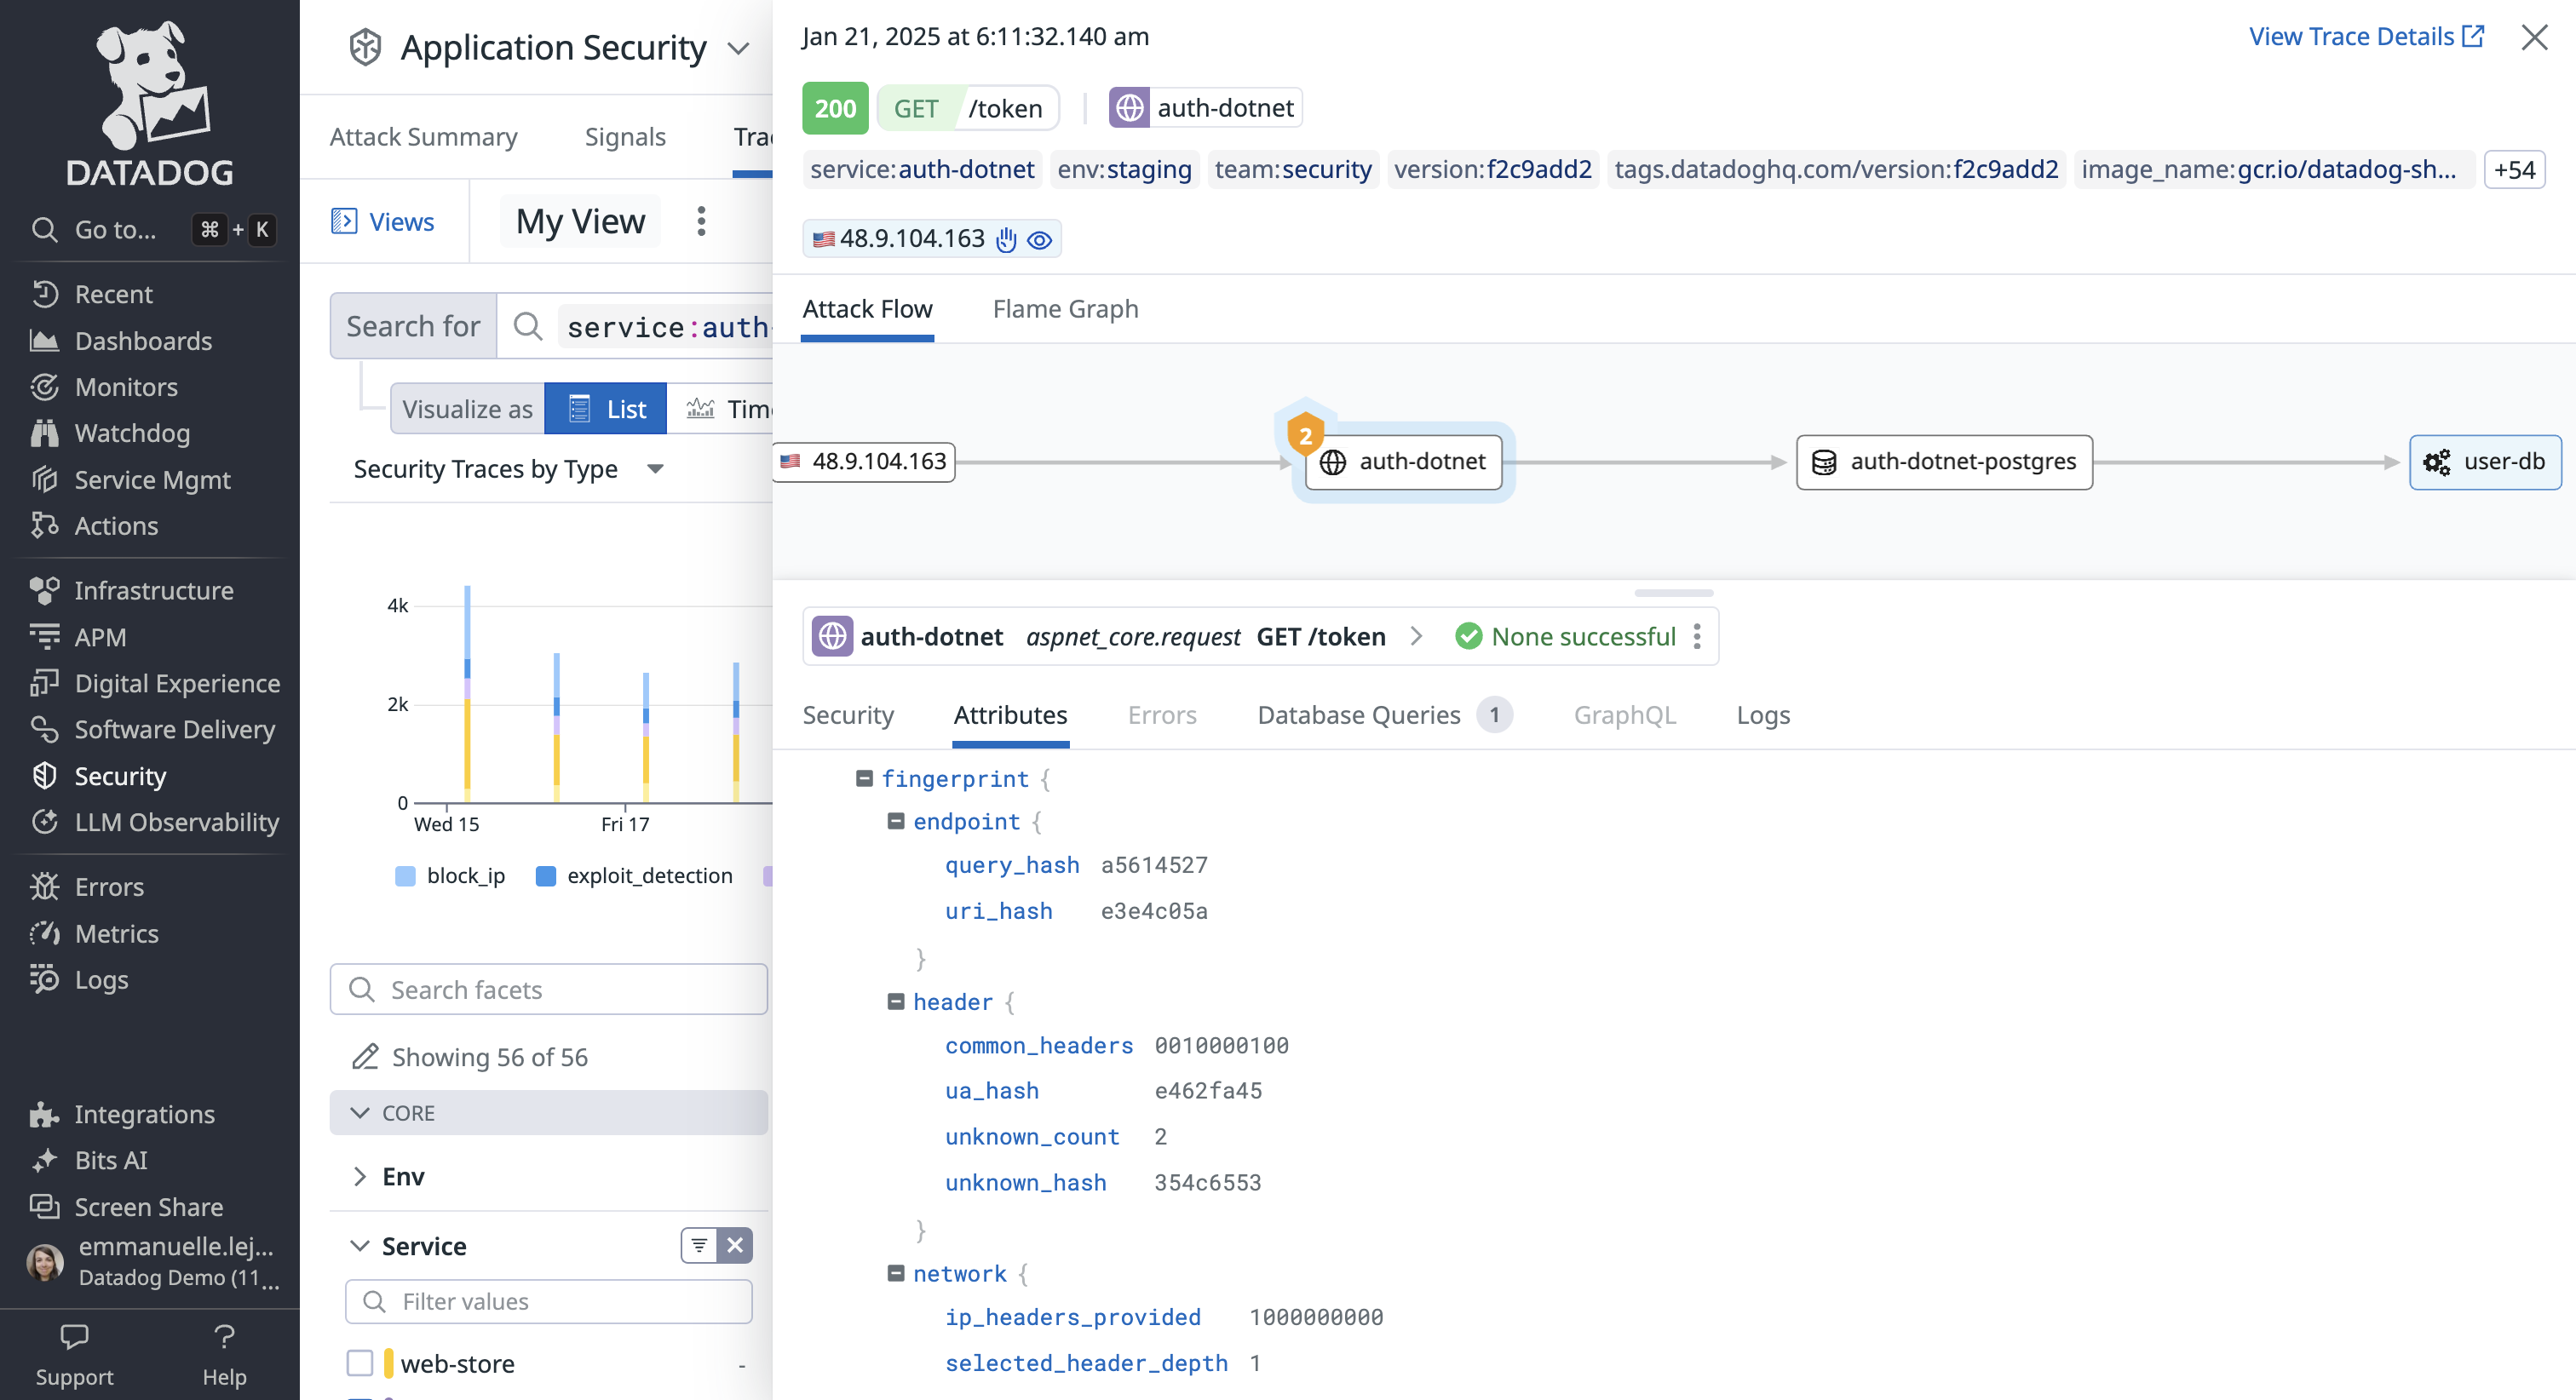 DATADOG
Go to... ⌘ + K
Recent
Dashboards
Monitors
Watchdog
Service Mgmt
Actions
Infrastructure
APM
Digital Experience
Software Delivery
Security
LLM Observability
Errors
Metrics
Logs
Integrations
Bits AI
Screen Share
emmanuelle.lej...
Datadog Demo (11...
Support Help
Application Security
Attack Summary Signals
Views My View
Search for service:auth-
Visualize as List
Security Traces by Type
4k
2k
0
Wed 15 Fri 17
block_ip exploit_detection
Search facets
Showing 56 of 56
CORE
Env
Service
Filter values
web-store -
Jan 21, 2025 at 6:11:32.140 am View Trace Details
200 GET /token auth-dotnet
service:auth-dotnet env:staging team:security version:f2c9add2 tags.datadoghq.com/version:f2c9add2 image_name:gcr.io/datadog-sh... +54
48.9.104.163
Attack Flow Flame Graph
48.9.104.163 2 auth-dotnet auth-dotnet-postgres user-db
auth-dotnet aspnet_core.request GET /token None successful
Security Attributes Errors Database Queries 1 GraphQL Logs
fingerprint {
endpoint {
query_hash a5614527
uri_hash e3e4c05a
}
header {
common_headers 0010000100
ua_hash e462fa45
unknown_count 2
unknown_hash 354c6553
}
network {
ip_headers_provided 1000000000
selected_header_depth 1